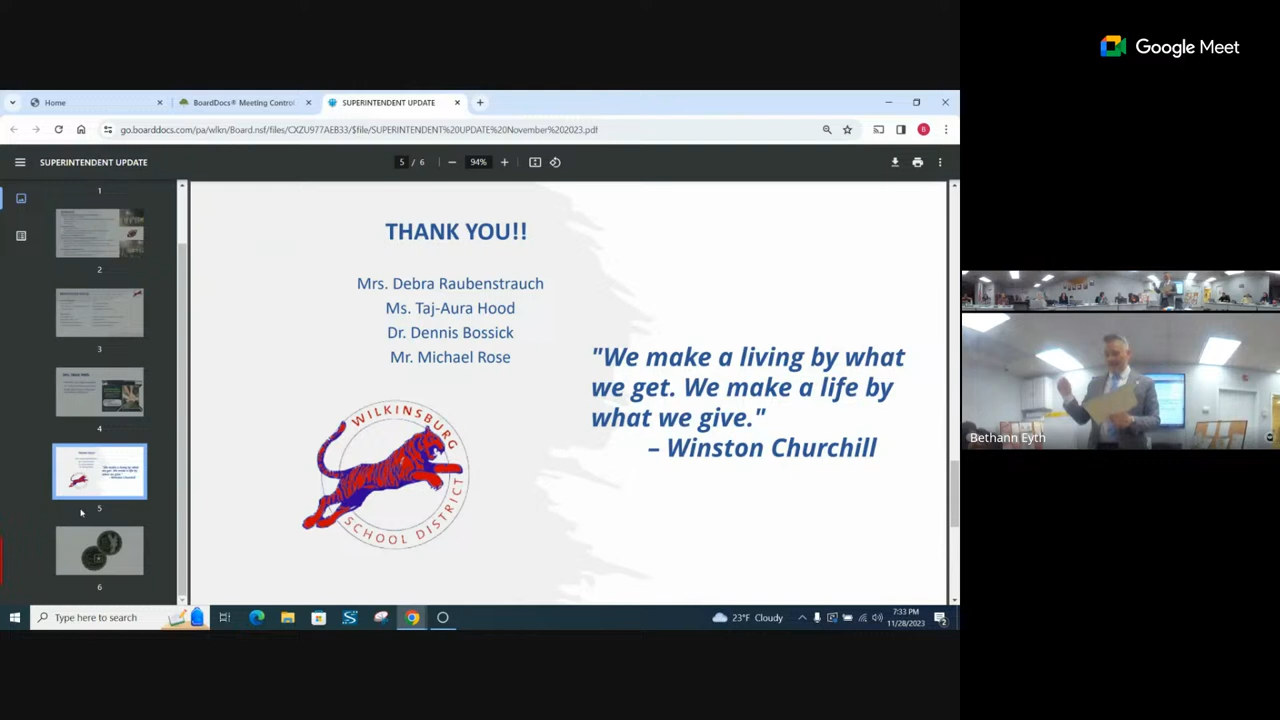 Google Meet
Home
BoardDocs® Meeting Control
SUPERINTENDENT UPDATE
go.boarddocs.com/pa/wlkn/Board.nsf/files/CXZU977AEB33/$file/SUPERINTENDENT%20UPDATE%20November%202023.pdf
SUPERINTENDENT UPDATE
5 / 6
94%
1
2
3
4
5
6
THANK YOU!!
Mrs. Debra Raubenstrauch
Ms. Taj-Aura Hood
Dr. Dennis Bossick
Mr. Michael Rose
WILKINSBURG
SCHOOL DISTRICT
"We make a living by what
we get. We make a life by
what we give."
– Winston Churchill
Bethann Eyth
Type here to search
23°F Cloudy
7:33 PM
11/28/2023
2